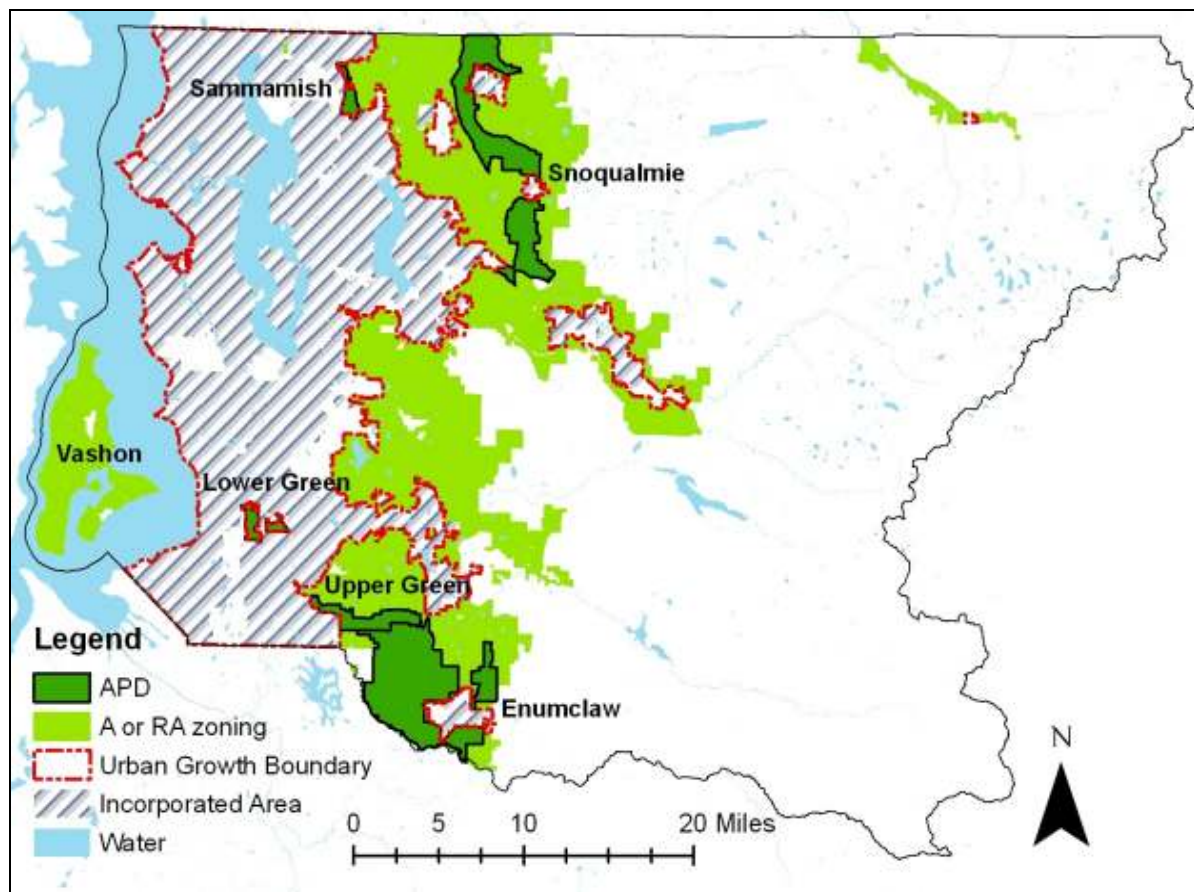 Sammamish
Snoqualmie
Vashon
Lower Green
Upper Green
Enumclaw
Legend
APD
A or RA zoning
Urban Growth Boundary
Incorporated Area
Water
0 5 10 20 Miles
N